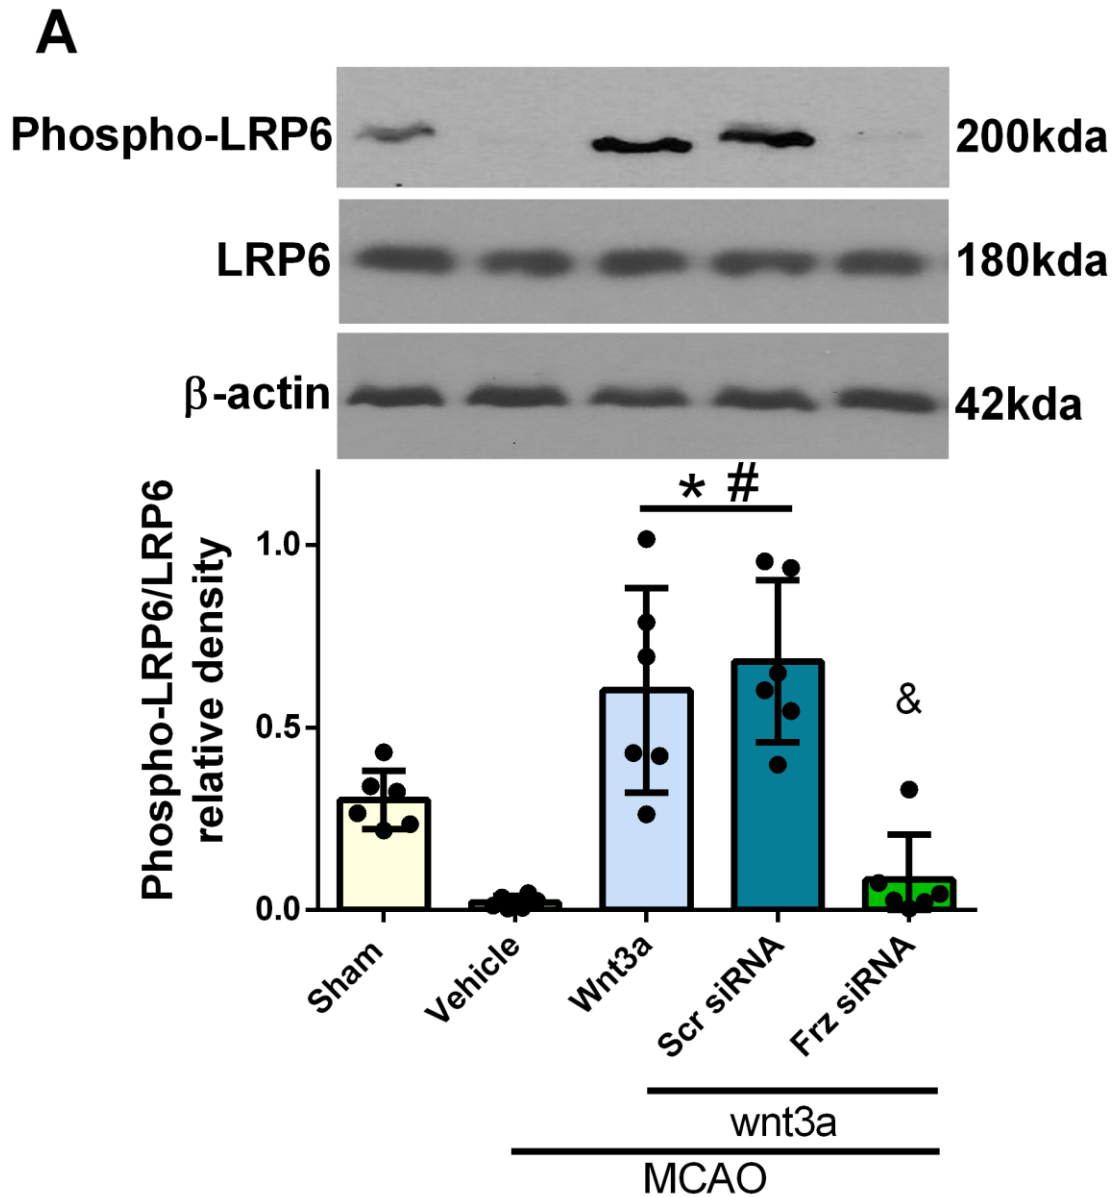 A
Phospho-LRP6 200kda
LRP6 180kda
β-actin 42kda
Phospho-LRP6/LRP6
relative density
* #
1.0
&
0.5
0.0
Sham
Vehicle
Wnt3a
Scr siRNA
Frz siRNA
wnt3a
MCAO